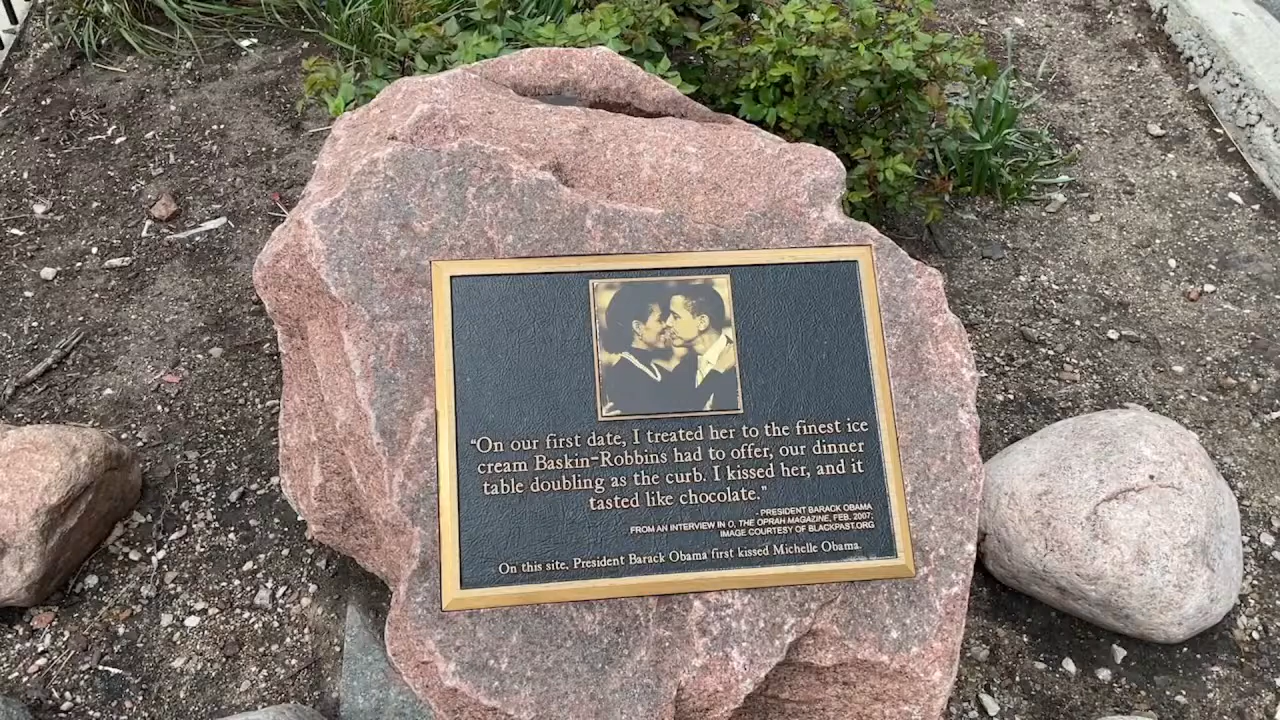 “On our first date, I treated her to the finest ice
cream Baskin-Robbins had to offer, our dinner
table doubling as the curb. I kissed her, and it
tasted like chocolate.”
- PRESIDENT BARACK OBAMA
FROM AN INTERVIEW IN O, THE OPRAH MAGAZINE, FEB. 2007;
IMAGE COURTESY OF BLACKPAST.ORG
On this site, President Barack Obama first kissed Michelle Obama.